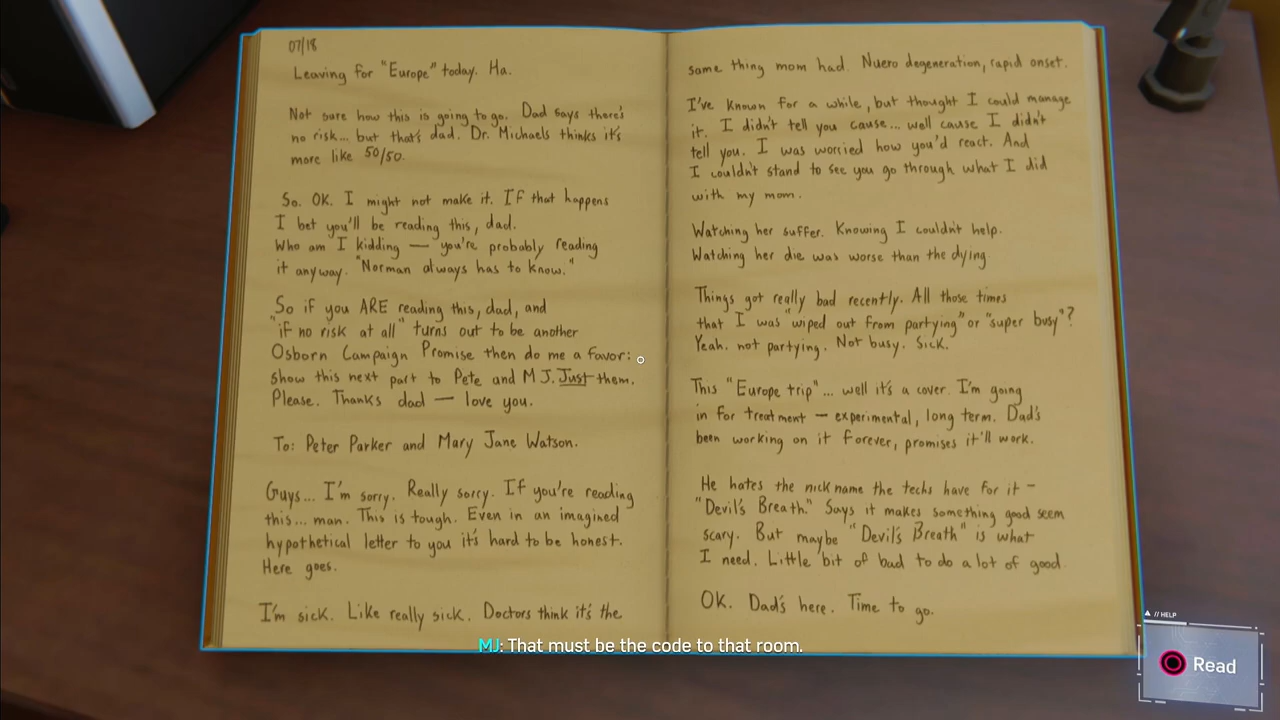 07/18
Leaving for "Europe" today. Ha.
Not sure how this is going to go. Dad says there's
no risk... but that's dad. Dr. Michaels thinks it's
more like 50/50.
So. OK. I might not make it. If that happens
I bet you'll be reading this, dad.
Who am I kidding — you're probably reading
it anyway. "Norman always has to know."
So if you ARE reading this, dad, and
"if no risk at all" turns out to be another
Osborn Campaign Promise then do me a favor:
show this next part to Pete and MJ. Just them.
Please. Thanks dad — love you.
To: Peter Parker and Mary Jane Watson.
Guys... I'm sorry. Really sorry. If you're reading
this... man. This is tough. Even in an imagined
hypothetical letter to you it's hard to be honest.
Here goes.
I'm sick. Like really sick. Doctors think it's the
same thing mom had. Nuero degeneration, rapid onset.
I've known for a while, but thought I could manage
it. I didn't tell you cause... well cause I didn't
tell you. I was worried how you'd react. And
I couldn't stand to see you go through what I did
with my mom.
Watching her suffer. Knowing I couldn't help.
Watching her die was worse than the dying.
Things got really bad recently. All those times
that I was "wiped out from partying" or "super busy"?
Yeah. not partying. Not busy. Sick.
This "Europe trip"... well it's a cover. I'm going
in for treatment — experimental, long term. Dad's
been working on it forever, promises it'll work.
He hates the nickname the techs have for it –
"Devil's Breath." Says it makes something good seem
scary. But maybe "Devil's Breath" is what
I need. Little bit of bad to do a lot of good.
OK. Dad's here. Time to go.
MJ: That must be the code to that room.
// HELP
Read